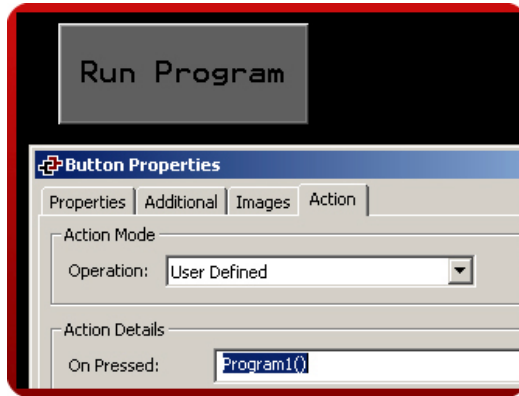 Run Program
Button Properties
Properties Additional Images Action
Action Mode
Operation: User Defined
Action Details
On Pressed: Program1()